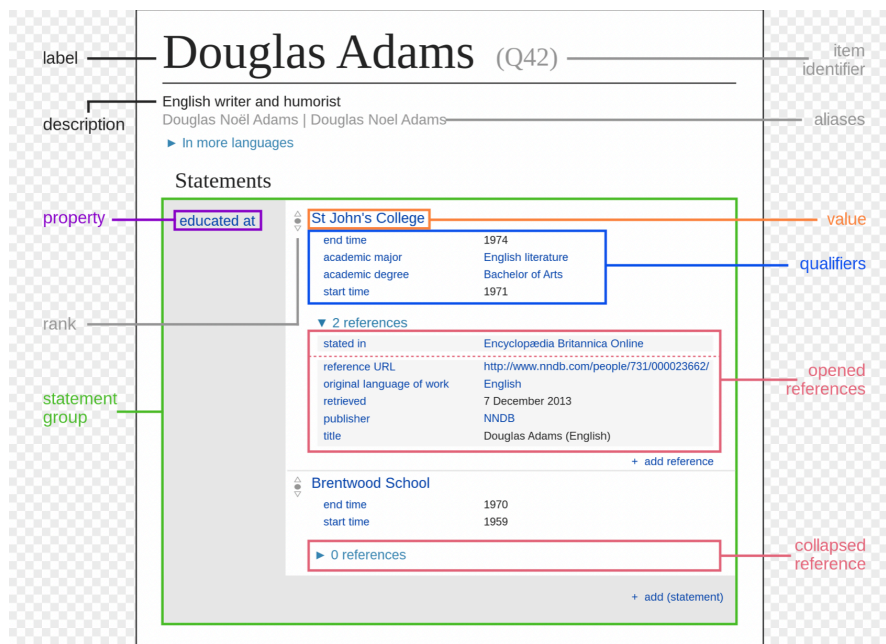 label
Douglas Adams (Q42)
item
identifier
description
English writer and humorist
Douglas Noël Adams | Douglas Noel Adams
aliases
► In more languages
Statements
property
educated at
St John's College
value
end time 1974
academic major English literature
academic degree Bachelor of Arts
start time 1971
qualifiers
rank
▼ 2 references
stated in Encyclopædia Britannica Online
reference URL http://www.nndb.com/people/731/000023662/
original language of work English
retrieved 7 December 2013
publisher NNDB
title Douglas Adams (English)
opened
references
statement
group
+ add reference
Brentwood School
end time 1970
start time 1959
► 0 references
collapsed
reference
+ add (statement)